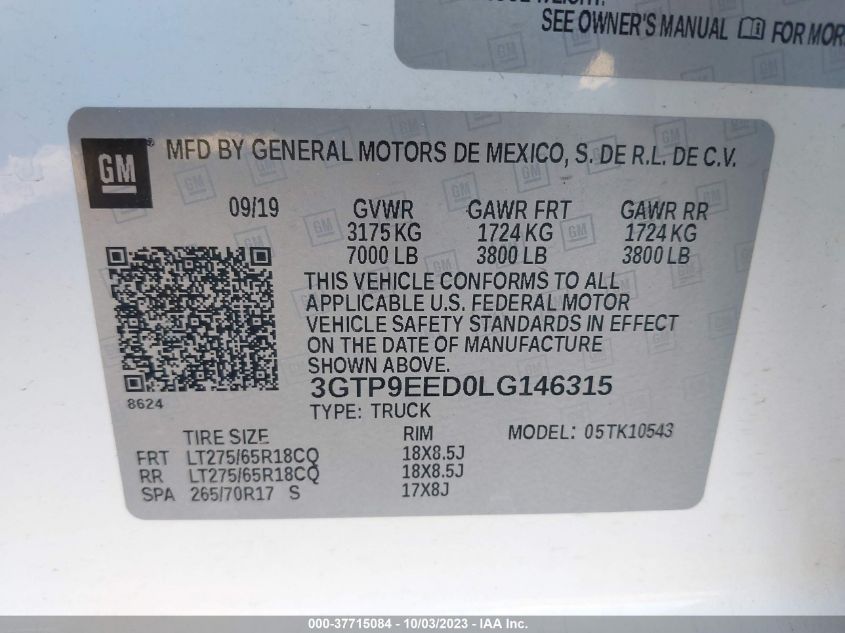 SEE OWNER'S MANUAL FOR MOR
GM
MFD BY GENERAL MOTORS DE MEXICO, S. DE R.L. DE C.V.
09/19 GVWR GAWR FRT GAWR RR
3175 KG 1724 KG 1724 KG
7000 LB 3800 LB 3800 LB
THIS VEHICLE CONFORMS TO ALL
APPLICABLE U.S. FEDERAL MOTOR
VEHICLE SAFETY STANDARDS IN EFFECT
ON THE DATE OF MANUFACTURE
SHOWN ABOVE.
3GTP9EED0LG146315
8624
TYPE: TRUCK
TIRE SIZE RIM MODEL: 05TK10543
FRT LT275/65R18CQ 18X8.5J
RR LT275/65R18CQ 18X8.5J
SPA 265/70R17 S 17X8J
000-37715084 - 10/03/2023 - Copyright © 2023 IAA, Inc.